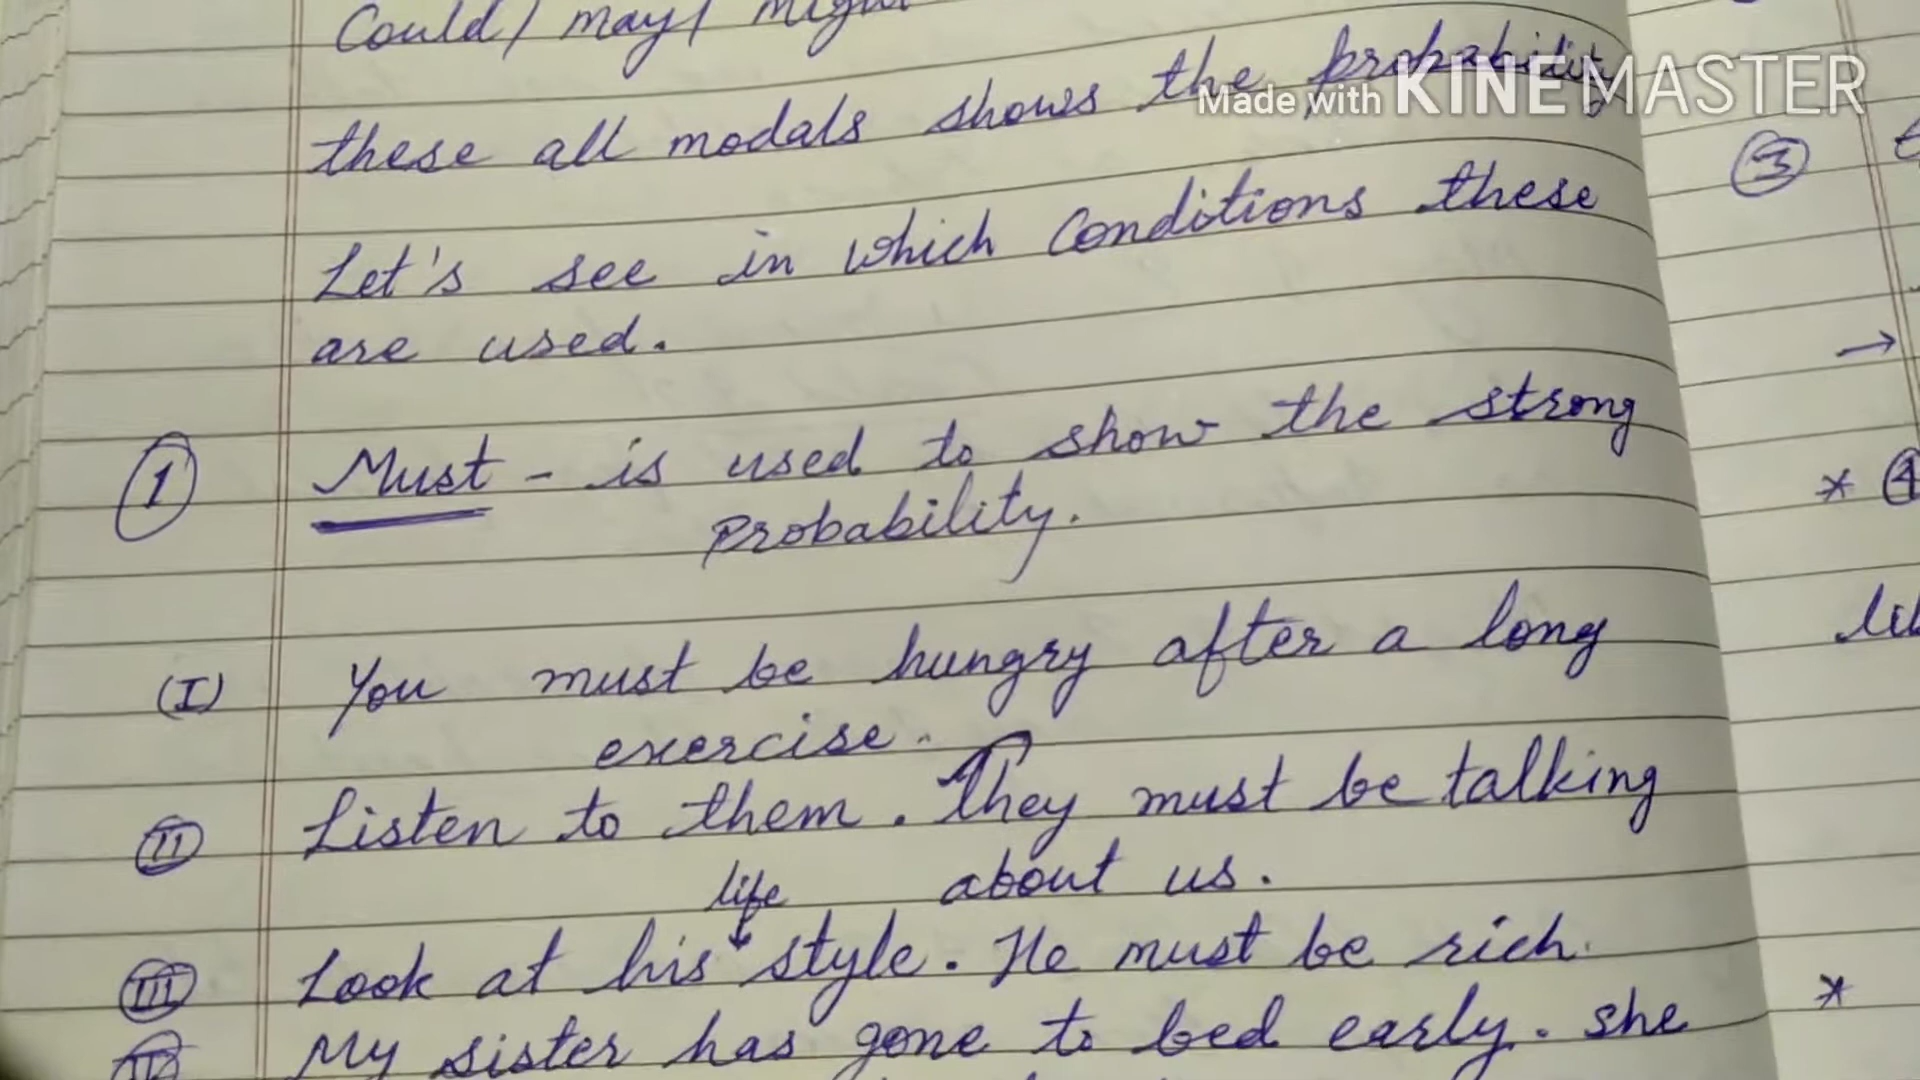 Could / may / might
these all modals shows the probability
Made with KINEMASTER
Let's see in which conditions these
are used.
1 Must - is used to show the strong
Probability.
(I) You must be hungry after a long
exercise.
II Listen to them. They must be talking
about us.
life
III Look at his style. He must be rich.
My sister has gone to bed early. she
3
→
* 4
*